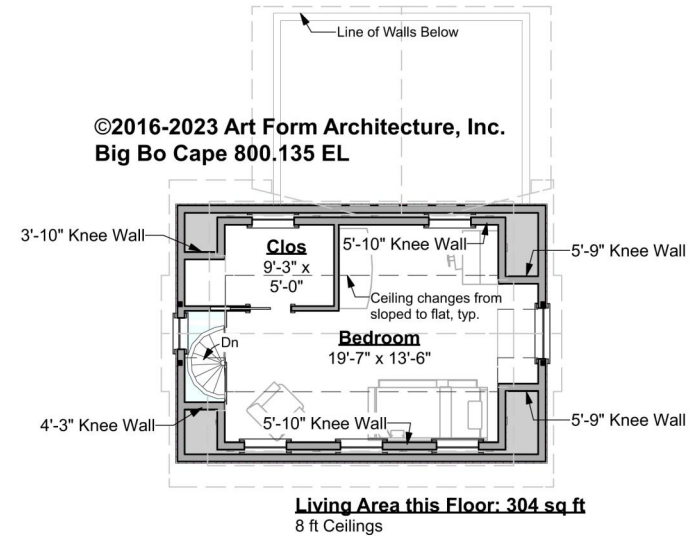 Line of Walls Below
©2016-2023 Art Form Architecture, Inc.
Big Bo Cape 800.135 EL
3'-10" Knee Wall
Clos
9'-3" x
5'-0"
5'-10" Knee Wall
5'-9" Knee Wall
Ceiling changes from
sloped to flat, typ.
Bedroom
19'-7" x 13'-6"
Dn
4'-3" Knee Wall
5'-10" Knee Wall
5'-9" Knee Wall
Living Area this Floor: 304 sq ft
8 ft Ceilings